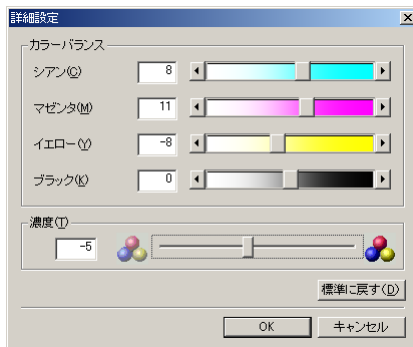 詳細設定
カラーバランス
シアン(C) 8
マゼンタ(M) 11
イエロー(Y) -8
ブラック(K) 0
濃度(T)
-5
標準に戻す(D)
OK キャンセル